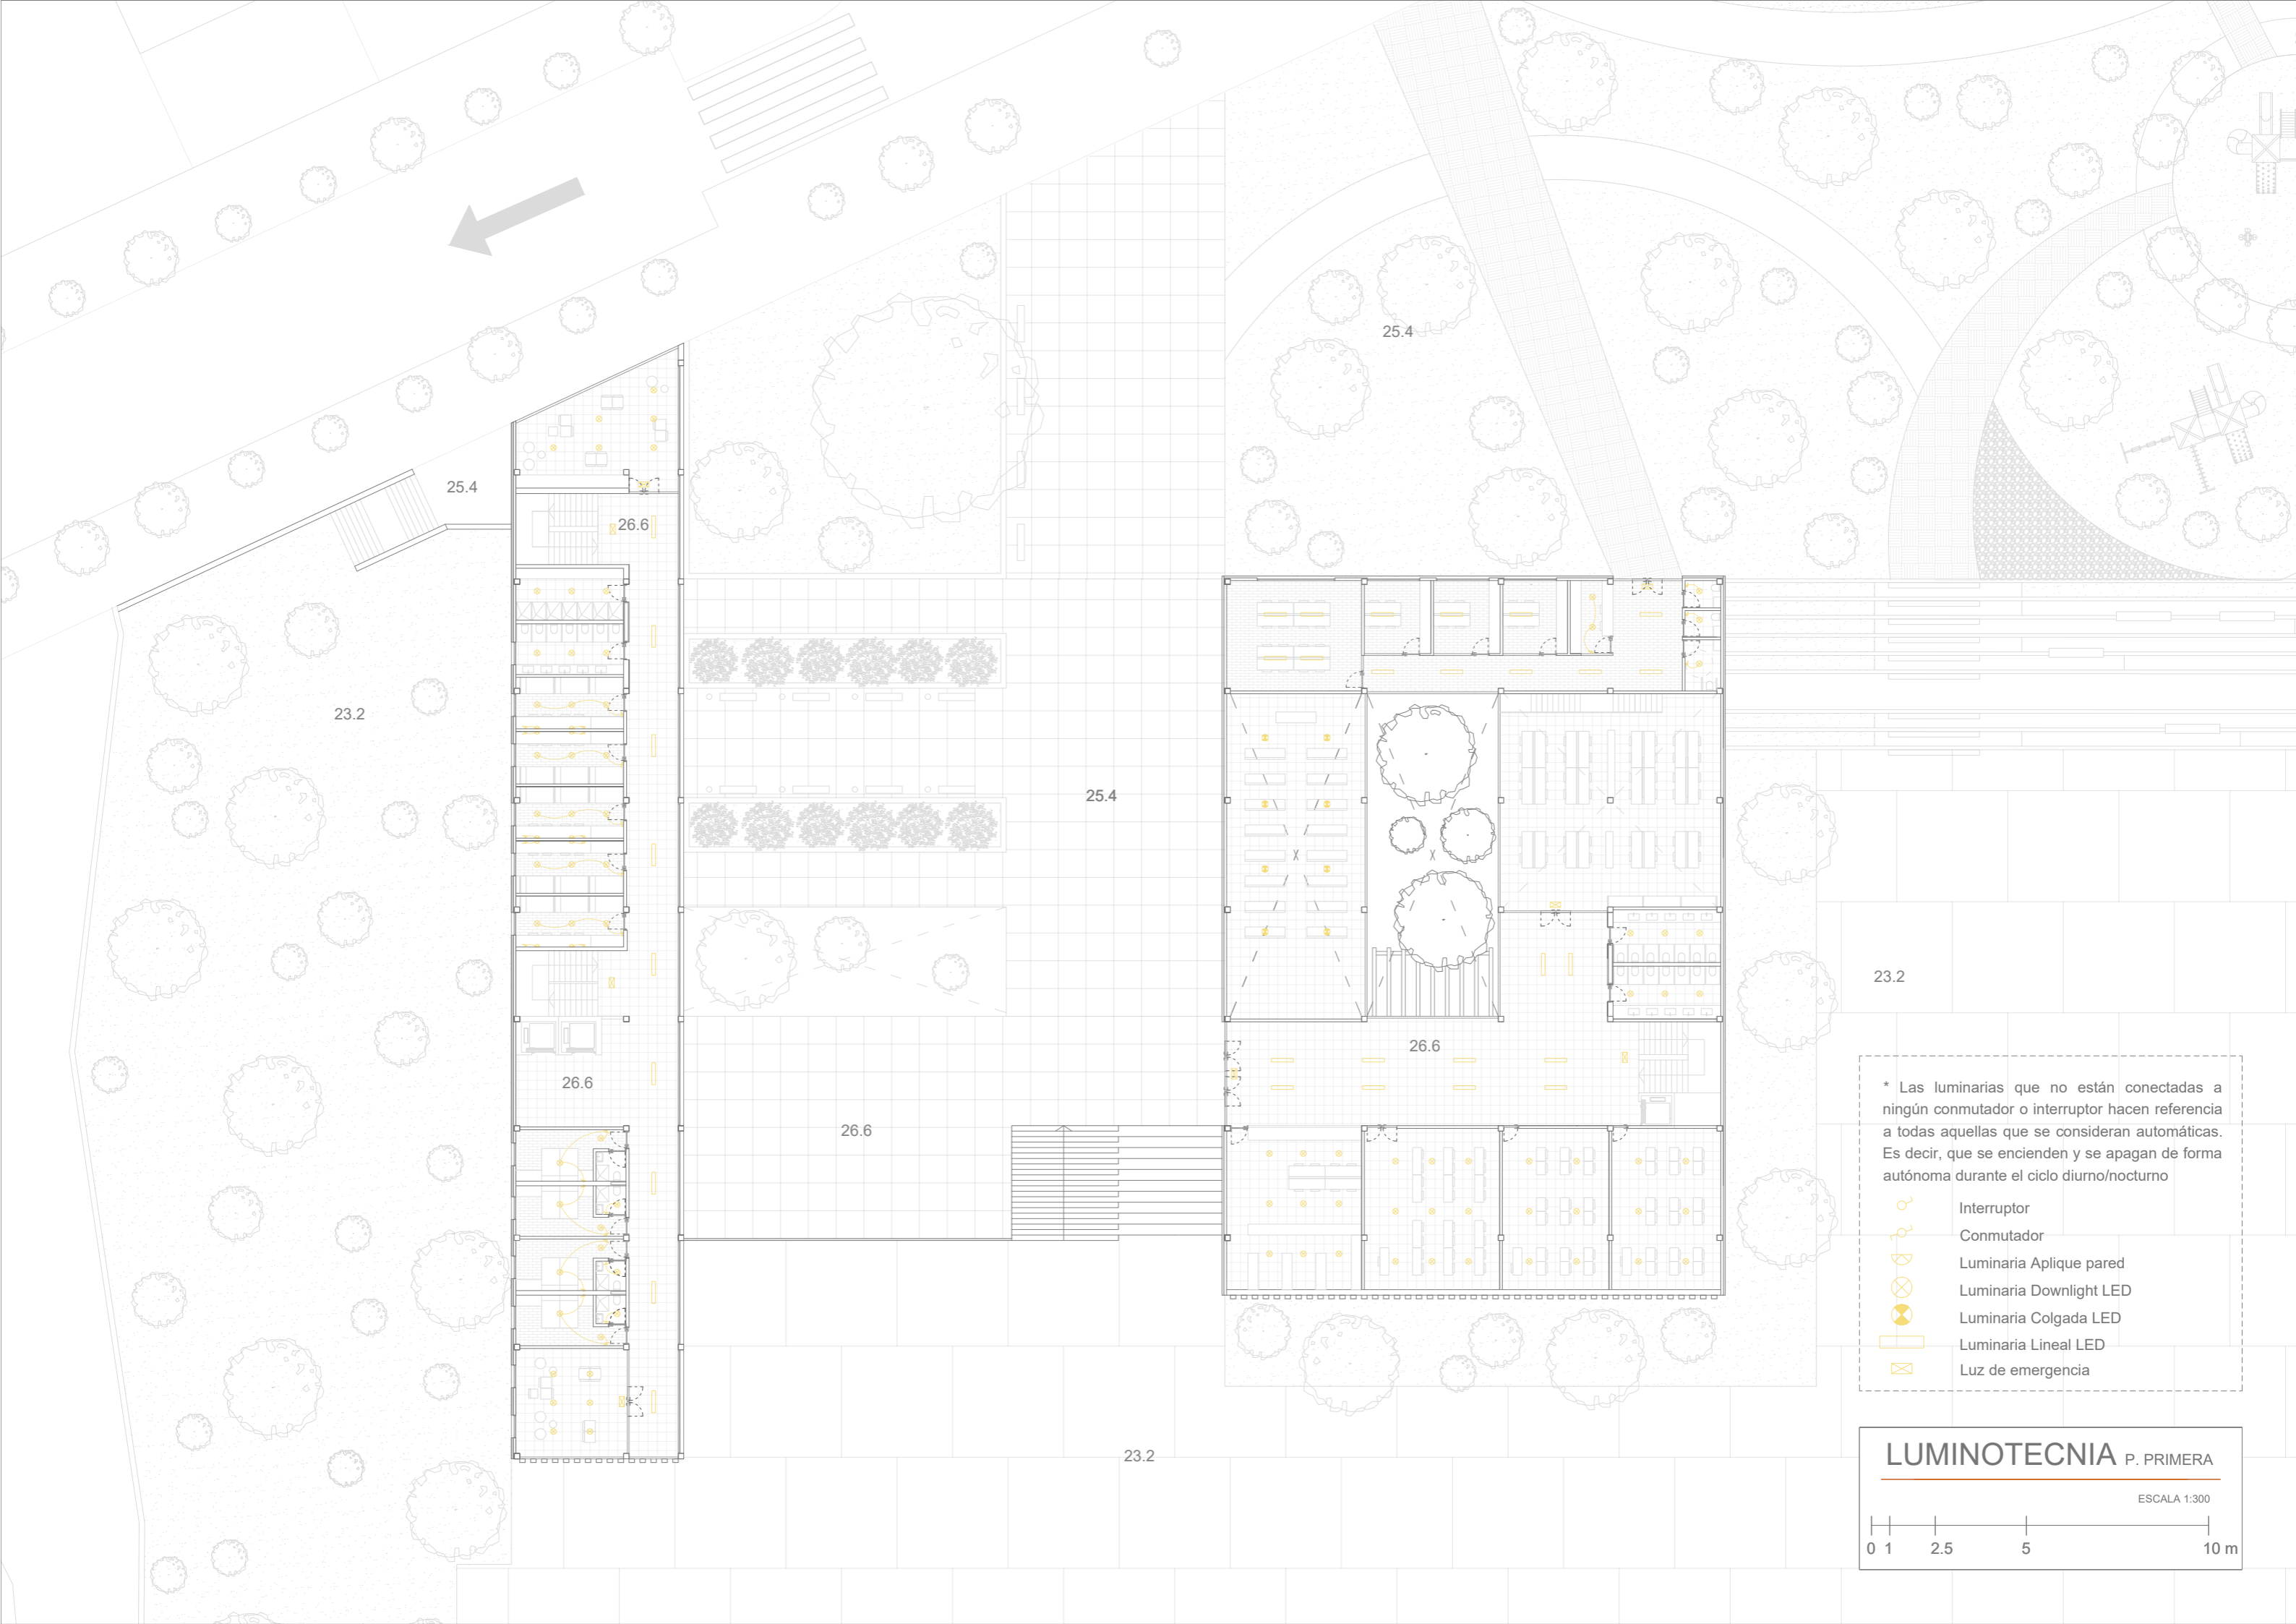 25.4
25.4
26.6
23.2
25.4
23.2
26.6
26.6
26.6
23.2
* Las luminarias que no están conectadas a
ningún conmutador o interruptor hacen referencia
a todas aquellas que se consideran automáticas.
Es decir, que se encienden y se apagan de forma
autónoma durante el ciclo diurno/nocturno
Interruptor
Conmutador
Luminaria Aplique pared
Luminaria Downlight LED
Luminaria Colgada LED
Luminaria Lineal LED
Luz de emergencia
LUMINOTECNIA P. PRIMERA
ESCALA 1:300
0 1 2.5 5 10 m